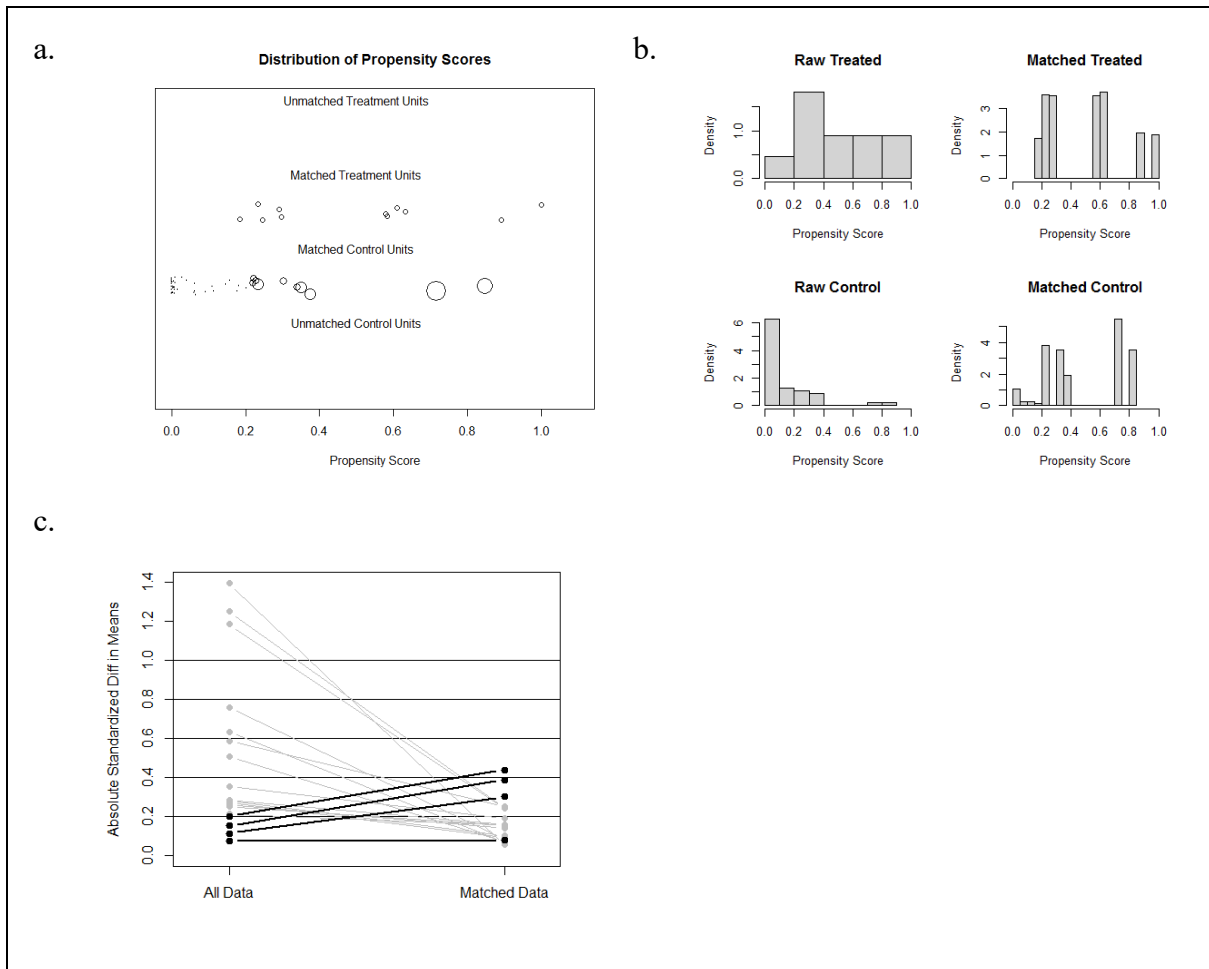 a.
Distribution of Propensity Scores
Unmatched Treatment Units
Matched Treatment Units
Matched Control Units
Unmatched Control Units
0.0 0.2 0.4 0.6 0.8 1.0
Propensity Score
b.
Raw Treated
Density
0.0 1.0
0.0 0.2 0.4 0.6 0.8 1.0
Propensity Score
Matched Treated
Density
0 1 2 3
0.0 0.2 0.4 0.6 0.8 1.0
Propensity Score
Raw Control
Density
0 2 4 6
0.0 0.2 0.4 0.6 0.8 1.0
Propensity Score
Matched Control
Density
0 2 4
0.0 0.2 0.4 0.6 0.8 1.0
Propensity Score
c.
Absolute Standardized Diff in Means
0.0 0.2 0.4 0.6 0.8 1.0 1.2 1.4
All Data
Matched Data